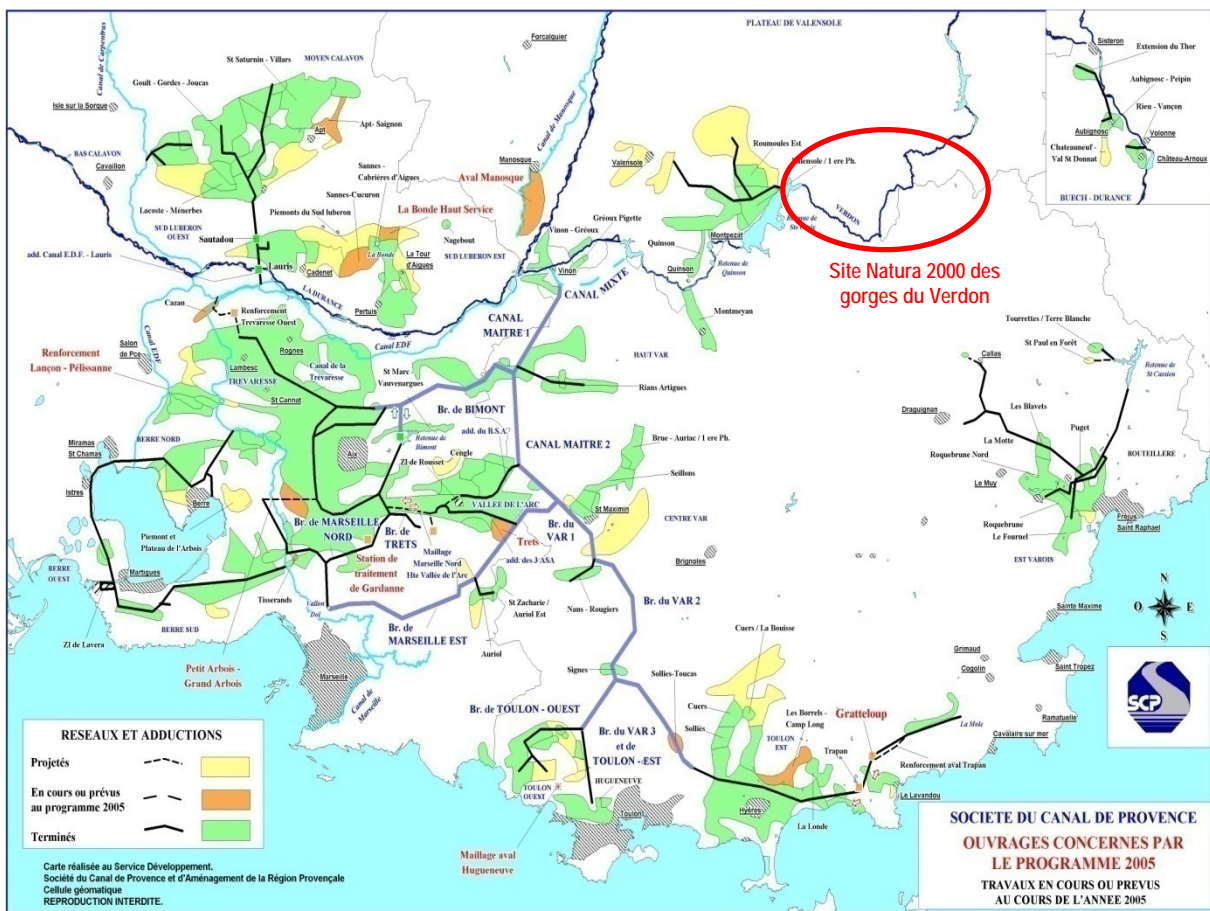 PLATEAU DE VALENSOLE
Forcalquier
Sisteron
Extension du Thor
Aubignosc - Peipin
Rieu - Vançon
Aubignosc
Volonne
Chateauneuf -
Val St Donnat
Château-Arnoux
BUECH - DURANCE
Canal de Carpentras
St Saturnin - Villars
MOYEN CALAVON
Goult - Gordes - Joucas
Isle sur la Sorgue
Apt
Apt- Saignon
BAS CALAVON
Cavaillon
Sannes -
Cabrières d'Aigues
Sannes-Cucuron
Piemonts du Sud luberon
Lacoste - Ménerbes
SUD LUBERON
OUEST
Sautadou
add. Canal E.D.F. - Lauris
Lauris
Cadenet
La Bonde Haut Service
Nagebout
La Bonde
La Tour
d'Aigues
SUD LUBERON EST
LA DURANCE
Pertuis
Canal de Manosque
Manosque
Aval Manosque
Gréoux Pigette
Vinon - Gréoux
Vinon
Valensole
Roumoules Est
Valensole / 1 ere Ph.
VERDON
Retenue de
Ste Croix
Montpezat
Quinson
Retenue de
Quinson
Quinson
Montmeyan
Site Natura 2000 des
gorges du Verdon
CANAL MIXTE
CANAL
MAITRE 1
HAUT VAR
Rians Artigues
Cazan
Renforcement
Trévaresse Ouest
Salon
de Pce
Canal EDF
Canal EDF
Rognes
Lambesc
TREVARESSE
Canal de la
Trévaresse
St Marc
Vauvenargues
Renforcement
Lançon - Pélissanne
St Cannat
Br. de BIMONT
add. du B.S.A.
CANAL MAITRE 2
Retenue de
Bimont
Aix
ZI de Rousset
Cengle
Brue - Auriac / 1 ere Ph.
Seillons
VALLEE DE L'ARC
St Maximin
CENTRE VAR
Brignoles
BERRE NORD
Miramas
St Chamas
Istres
Berre
Piemont et
Plateau de l'Arbois
BERRE
OUEST
Martigues
ZI de Lavera
BERRE SUD
Tisserands
Br. de MARSEILLE
NORD
Br. de
TRETS
Station de
traitement
de Gardanne
Maillage
Marseille Nord
Hte Vallée de l'Arc
Trets
add. des 3 ASA
Br. du
VAR 1
Vallon
Dol
Br. de
MARSEILLE EST
St Zacharie /
Auriol Est
Auriol
Nans - Rougiers
Petit Arbois -
Grand Arbois
Marseille
Canal de
Marseille
Br. du VAR 2
Signes
Sollies-Toucas
Cuers / La Bouisse
Cuers
Solliés
Les Borrels -
Camp Long
TOULON
EST
Br. de TOULON - OUEST
Br. du VAR 3
et de
TOULON - EST
TOULON
OUEST
HUGUENEUVE
Toulon
Hyères
La Londe
Maillage aval
Hugueneuve
Gratteloup
Trapan
Renforcement aval Trapan
La Mole
Le Lavandou
Cavalaire sur mer
Ramatuelle
Saint Tropez
Cogolin
Grimaud
Sainte Maxime
Tourrettes / Terre Blanche
St Paul en Forêt
Callas
Retenue de
St Cassien
Draguignan
Les Blavets
La Motte
Puget
Roquebrune Nord
BOUTEILLERE
Le Muy
Fréjus
Saint Raphael
Roquebrune
Le Fournel
EST VAROIS
N
O E
S
SCP
RESEAUX ET ADDUCTIONS
Projetés
En cours ou prévus
au programme 2005
Terminés
Carte réalisée au Service Développement.
Société du Canal de Provence et d'Aménagement de la Région Provençale
Cellule géomatique
REPRODUCTION INTERDITE.
SOCIETE DU CANAL DE PROVENCE
OUVRAGES CONCERNES PAR
LE PROGRAMME 2005
TRAVAUX EN COURS OU PREVUS
AU COURS DE L'ANNEE 2005